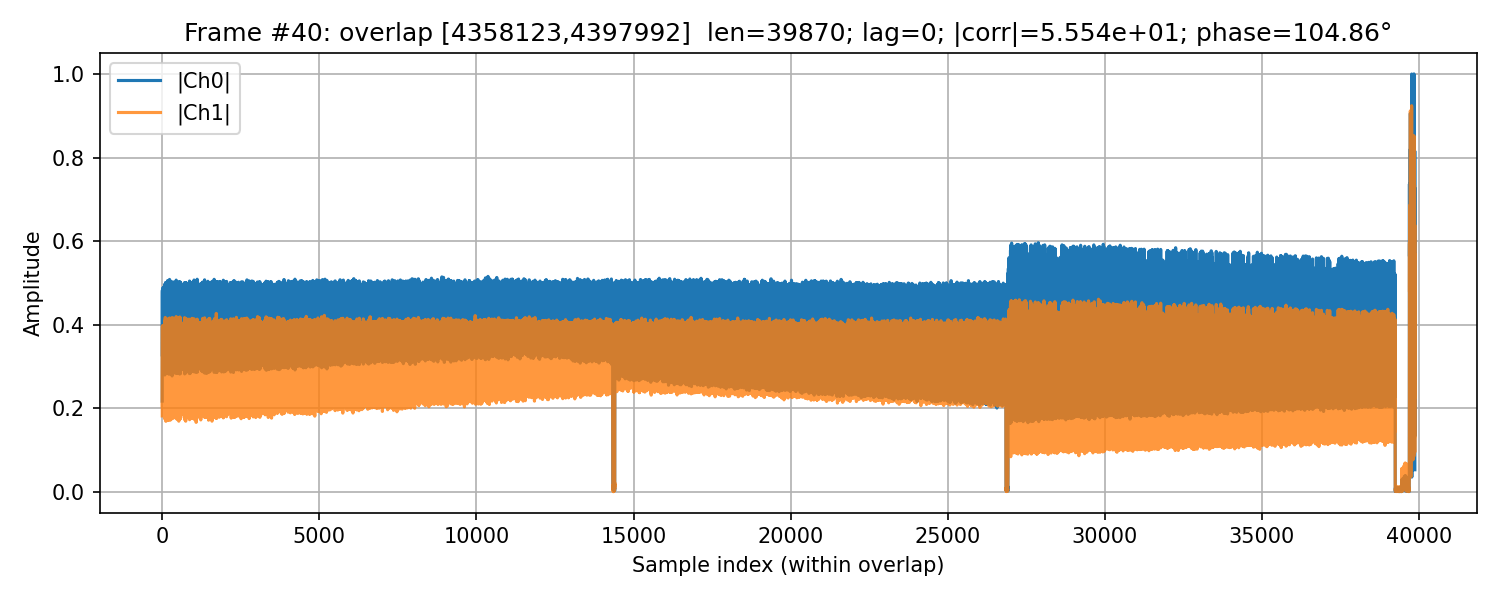 Frame #40: overlap [4358123,4397992]  len=39870; lag=0; |corr|=5.554e+01; phase=104.86°
|Ch0|
|Ch1|
1.0
0.8
0.6
0.4
0.2
0.0
Amplitude
0 5000 10000 15000 20000 25000 30000 35000 40000
Sample index (within overlap)